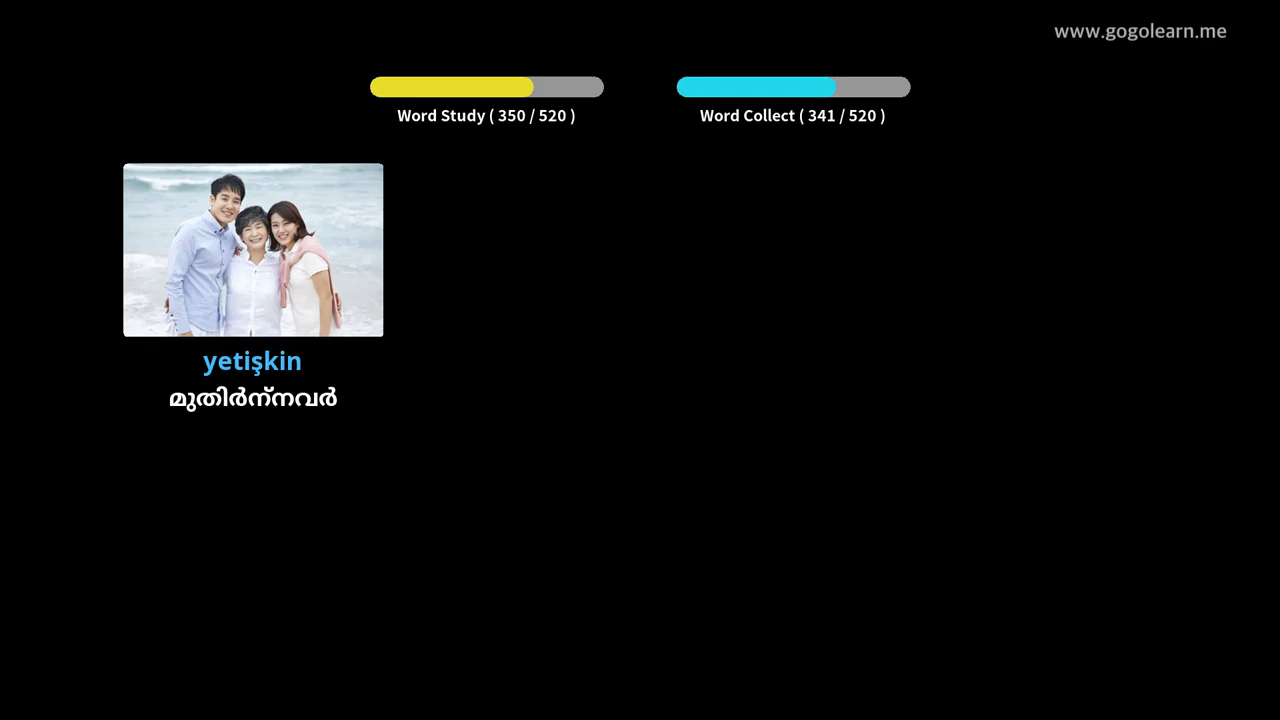 www.gogolearn.me
Word Study ( 350 / 520 )
Word Collect ( 341 / 520 )
yetişkin
മുതിർന്നവർ